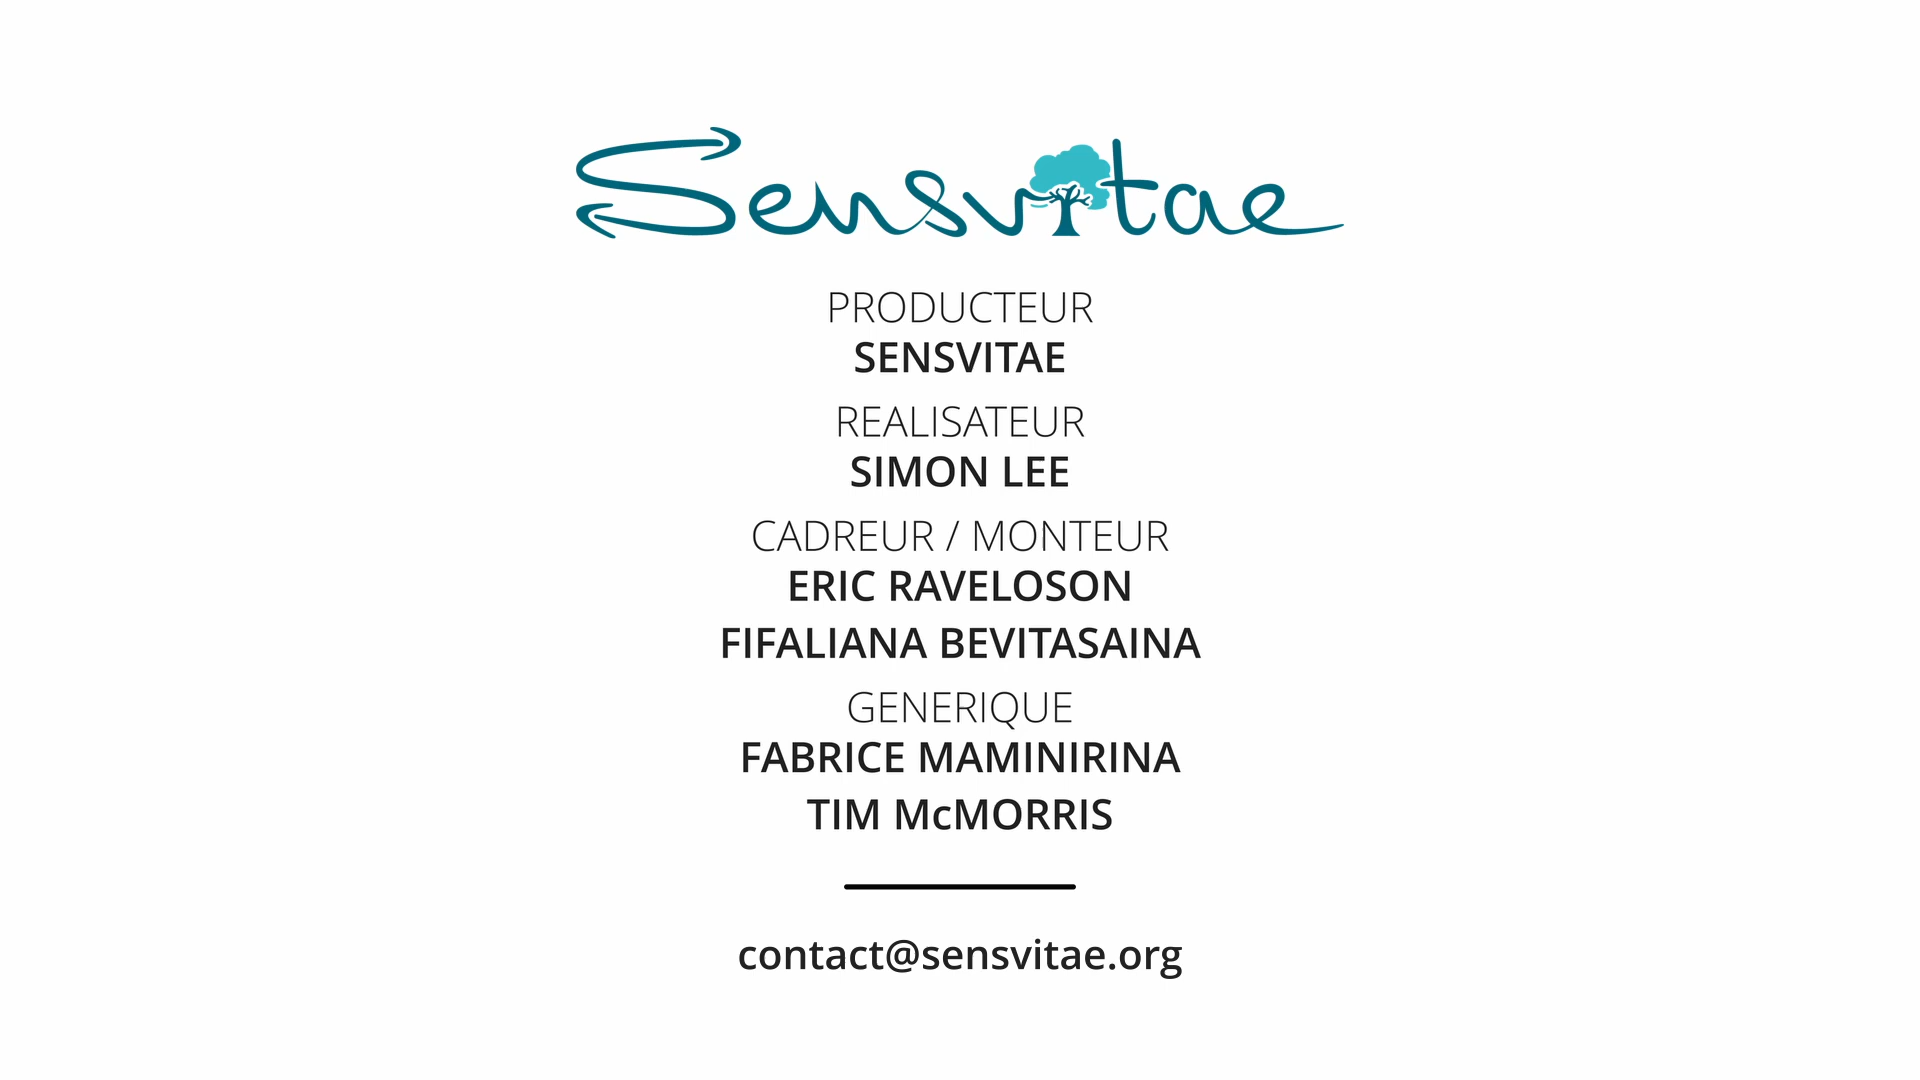 Sensvitae
PRODUCTEUR
SENSVITAE
REALISATEUR
SIMON LEE
CADREUR / MONTEUR
ERIC RAVELOSON
FIFALIANA BEVITASAINA
GENERIQUE
FABRICE MAMINIRINA
TIM McMORRIS
contact@sensvitae.org